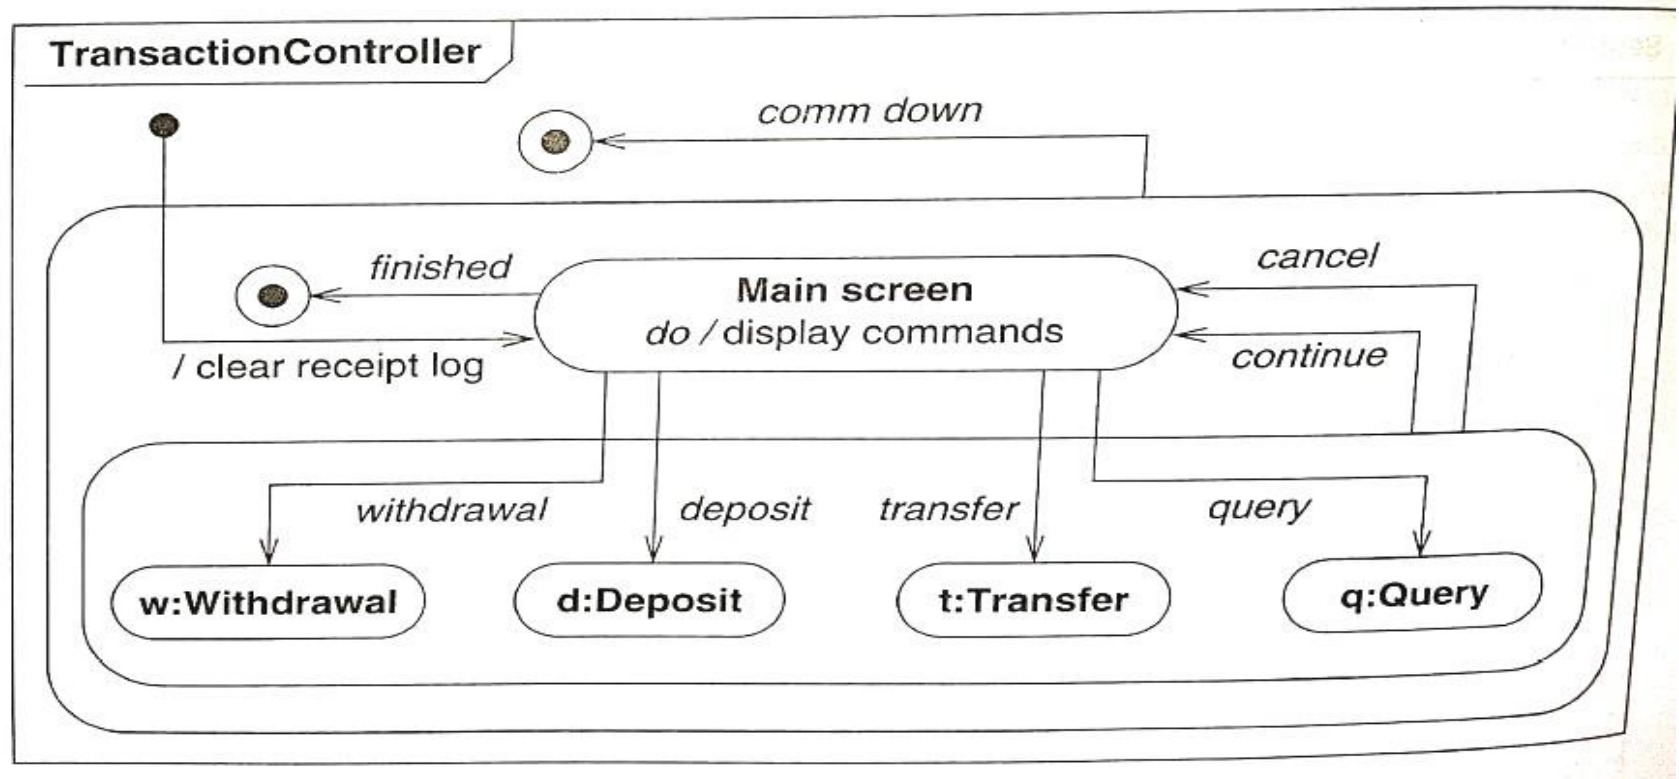 TransactionController
comm down
finished
Main screen
do / display commands
cancel
continue
/ clear receipt log
withdrawal
deposit
transfer
query
w:Withdrawal
d:Deposit
t:Transfer
q:Query